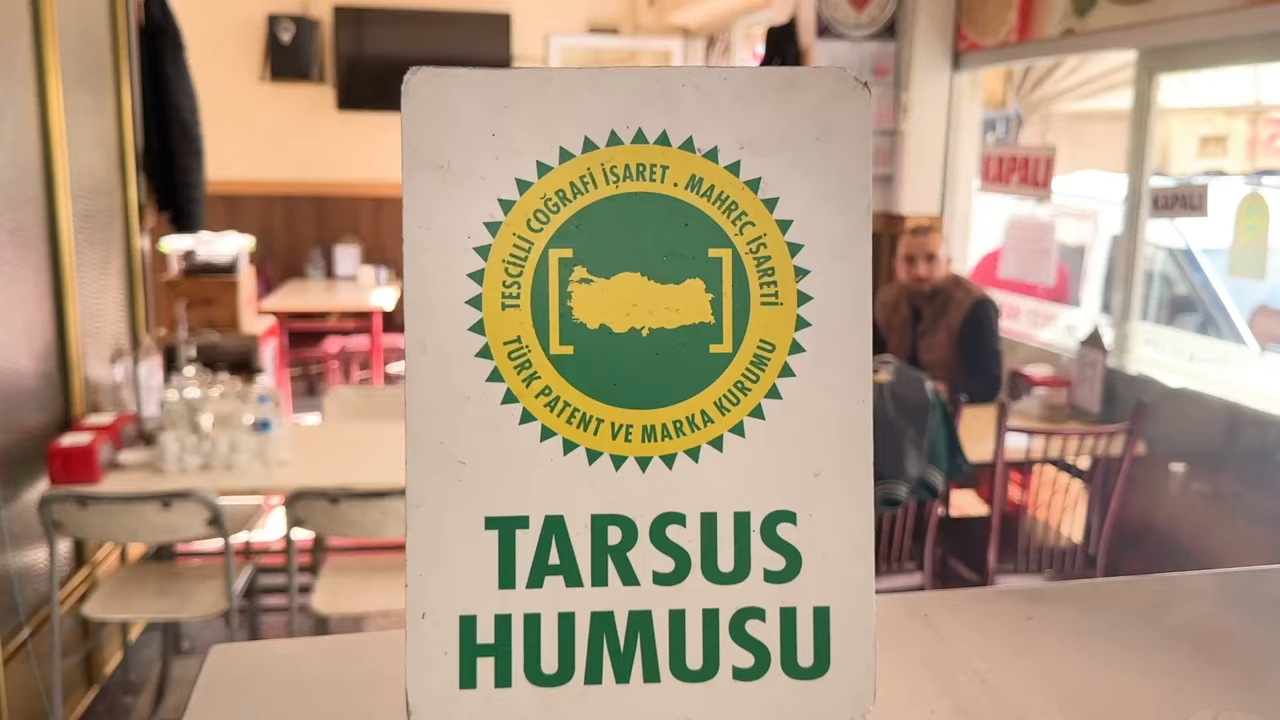 TESCİLLİ COĞRAFİ İŞARET . MAHREÇ İŞARETİ
TÜRK PATENT VE MARKA KURUMU
TARSUS
HUMUSU
KAPALI
KAPALI